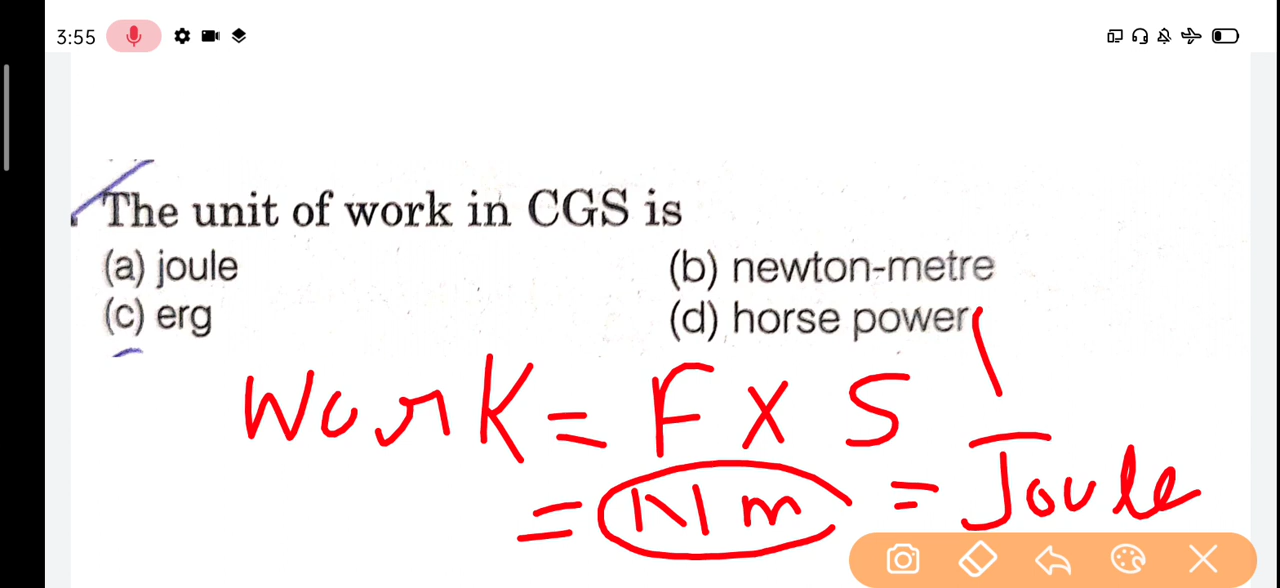 3:55
The unit of work in CGS is
(a) joule (b) newton-metre
(c) erg (d) horse power
Work = F X S
= Nm = Joule